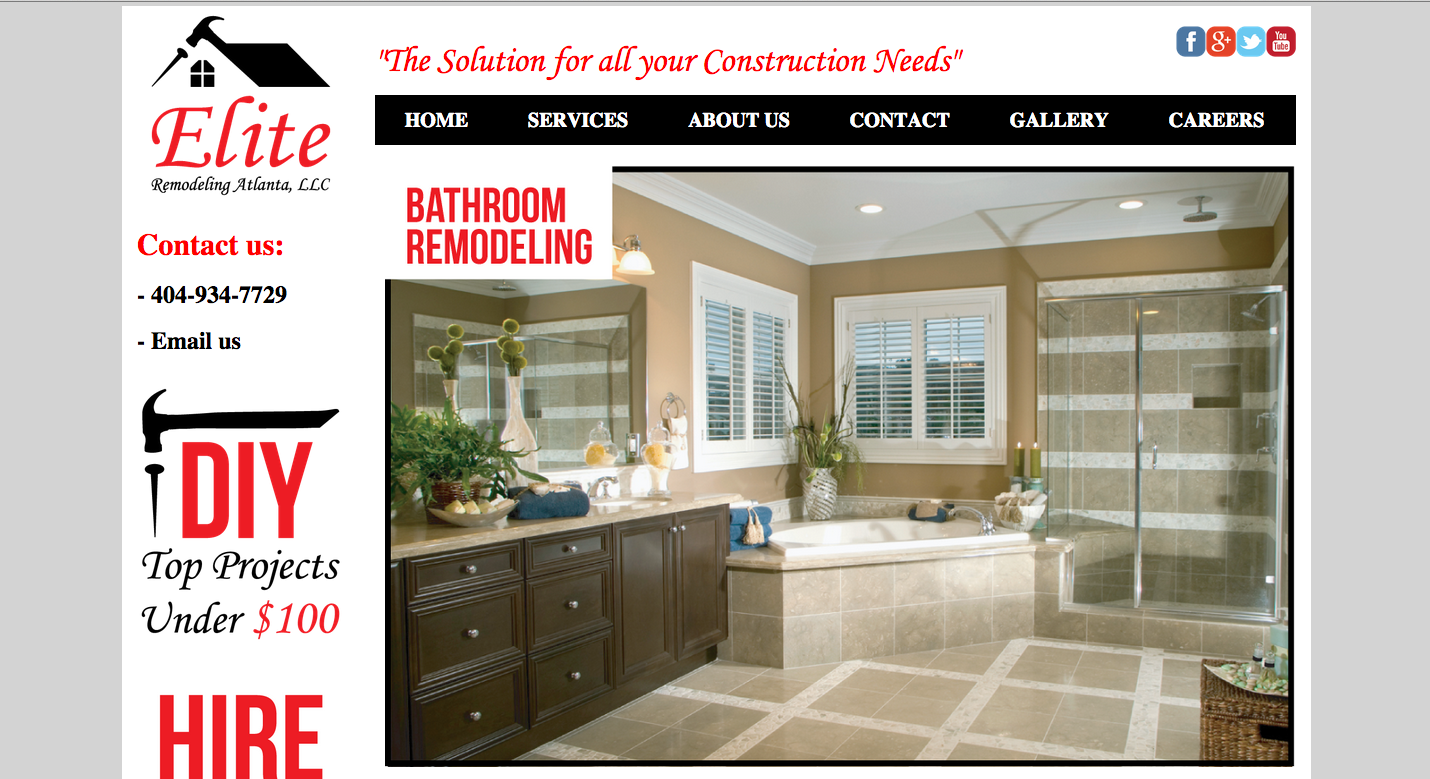 "The Solution for all your Construction Needs"
f
g+
You
Tube
HOME SERVICES ABOUT US CONTACT GALLERY CAREERS
Elite
Remodeling Atlanta, LLC
Contact us:
- 404-934-7729
- Email us
DIY
Top Projects
Under $100
HIRE
BATHROOM
REMODELING